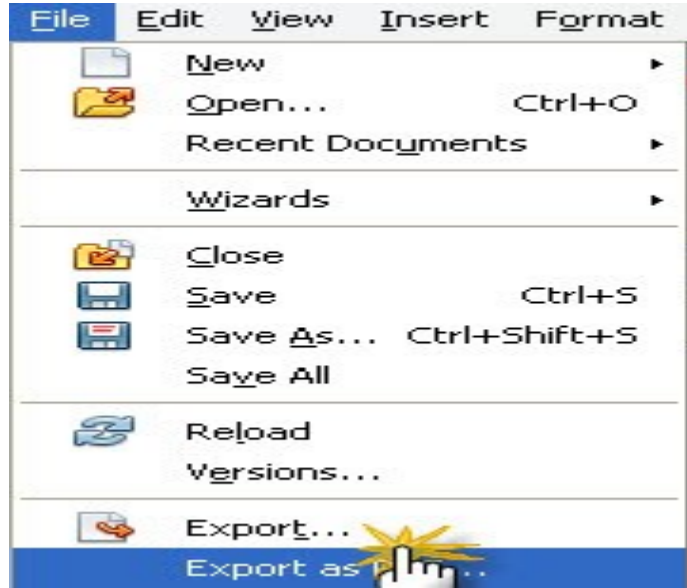 File Edit View Insert Format
New
Open... Ctrl+O
Recent Documents
Wizards
Close
Save Ctrl+S
Save As... Ctrl+Shift+S
Save All
Reload
Versions...
Export...
Export as